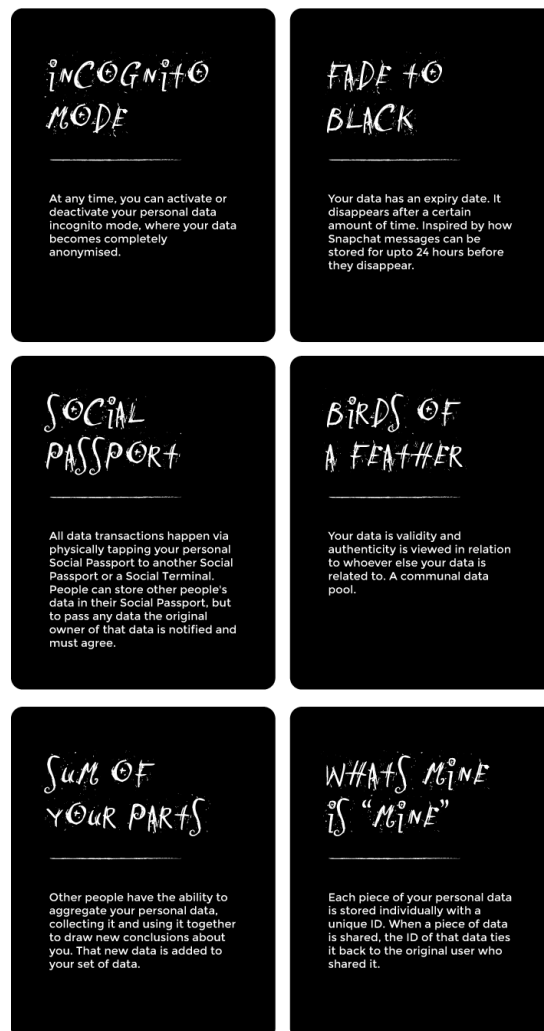 iNCOGNitO
MODE
At any time, you can activate or
deactivate your personal data
incognito mode, where your data
becomes completely
anonymised.
FADE tO
BLACK
Your data has an expiry date. It
disappears after a certain
amount of time. Inspired by how
Snapchat messages can be
stored for upto 24 hours before
they disappear.
SOCiAL
PASSPORt
All data transactions happen via
physically tapping your personal
Social Passport to another Social
Passport or a Social Terminal.
People can store other people's
data in their Social Passport, but
to pass any data the original
owner of that data is notified and
must agree.
BiRDS OF
A FEAtHER
Your data is validity and
authenticity is viewed in relation
to whoever else your data is
related to. A communal data
pool.
SuM OF
YOuR PARtS
Other people have the ability to
aggregate your personal data,
collecting it and using it together
to draw new conclusions about
you. That new data is added to
your set of data.
WHAtS MiNE
iS “MiNE”
Each piece of your personal data
is stored individually with a
unique ID. When a piece of data
is shared, the ID of that data ties
it back to the original user who
shared it.